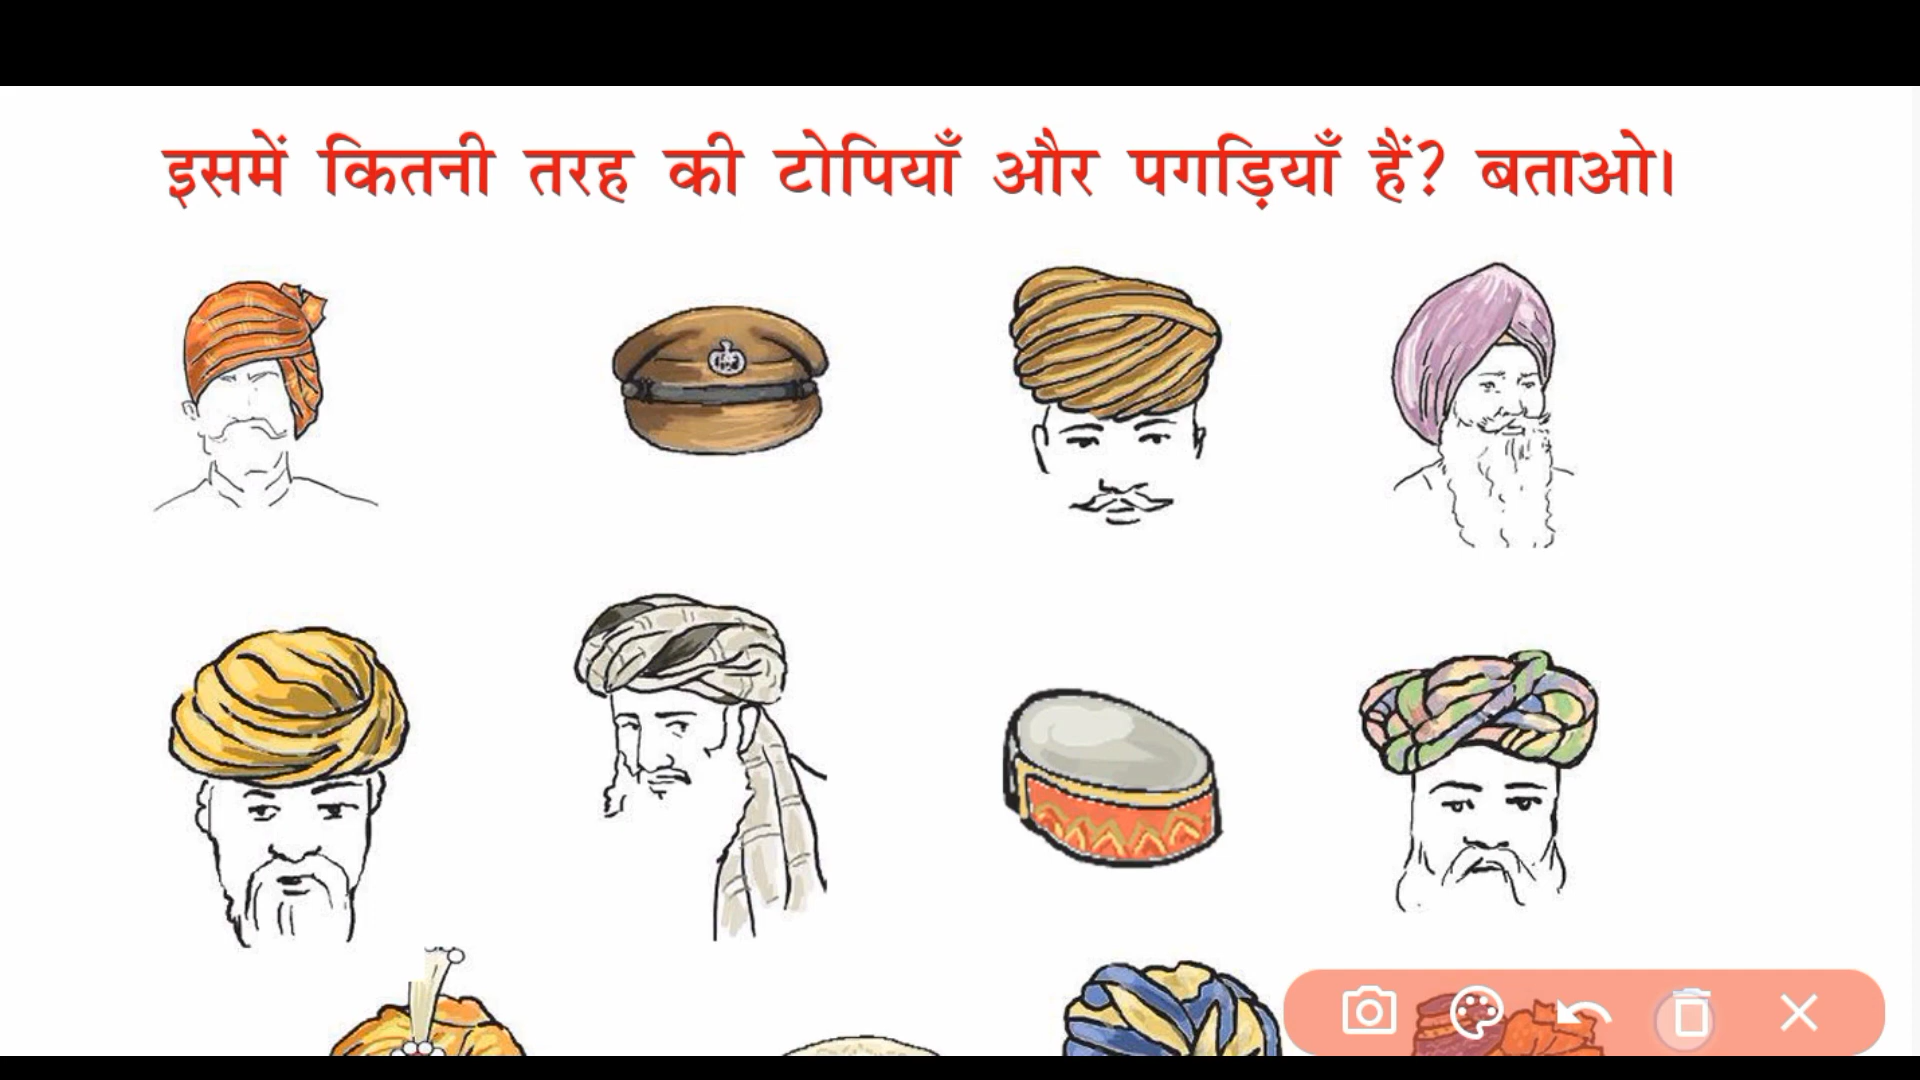 इसमें कितनी तरह की टोपियाँ और पगड़ियाँ हैं? बताओ।